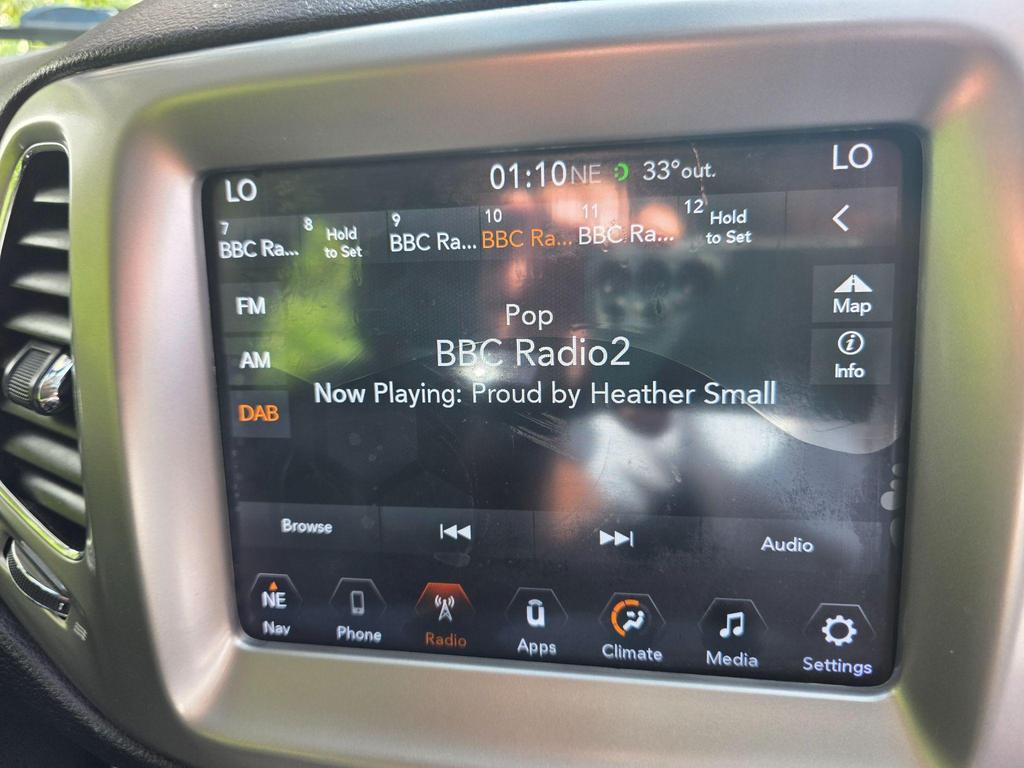 LO
01:10 NE 33°out.
LO
7 BBC Ra...
8 Hold to Set
9 BBC Ra...
10 BBC Ra...
11 BBC Ra...
12 Hold to Set
FM
AM
DAB
Pop
BBC Radio2
Now Playing: Proud by Heather Small
Map
Info
Browse
Audio
NE
Nav
Phone
Radio
Apps
Climate
Media
Settings